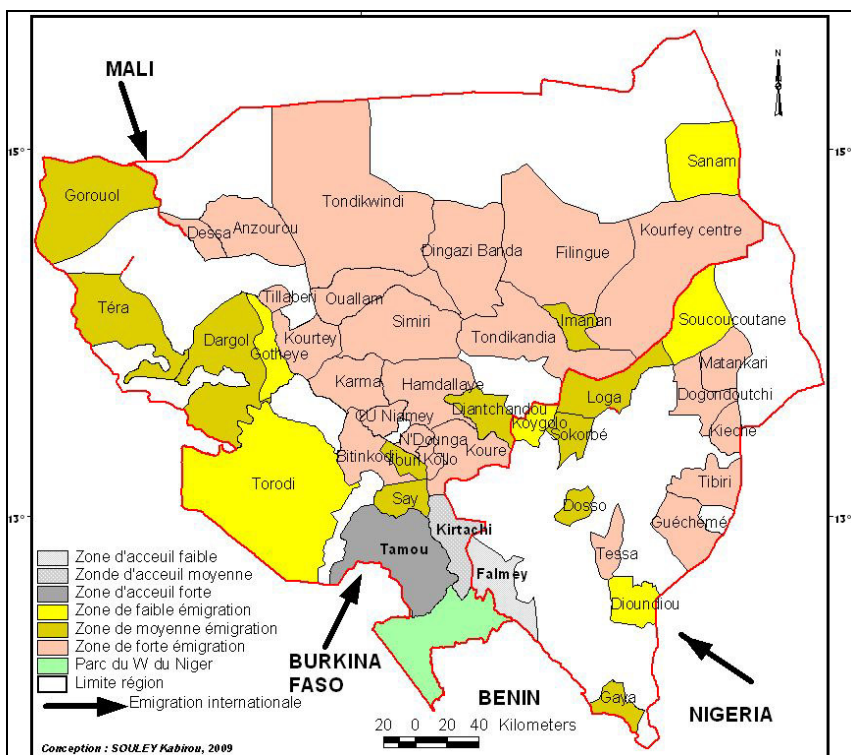 N
MALI
15°
15°
Sanam
Gorouol
Tondikwindi
Dessa
Anzourou
Dingazi Banda
Filingue
Kourfey centre
Téra
Tillaberi
Ouallam
Dargol
Gotheye
Kourtey
Simiri
Tondikandia
Imanan
Soucoucoutane
Karma
Hamdallaye
Loga
Matankari
Dogondoutchi
CU Niamey
Diantchandou
Koygolo
Sokorbé
Kieche
N'Dounga
Bitinkodi
Youri
Kollo
Koure
Torodi
Tibiri
13°
Say
Dosso
13°
Guéchémé
Kirtachi
Tamou
Tessa
Falmey
Dioundiou
Zone d'acceuil faible
Zonde d'acceuil moyenne
Zone d'acceuil forte
Zone de faible émigration
Zone de moyenne émigration
Zone de forte émigration
Parc du W du Niger
Limite région
Emigration internationale
BURKINA
FASO
BENIN
NIGERIA
Gaya
20 0 20 40 Kilometers
Conception : SOULEY Kabirou, 2009